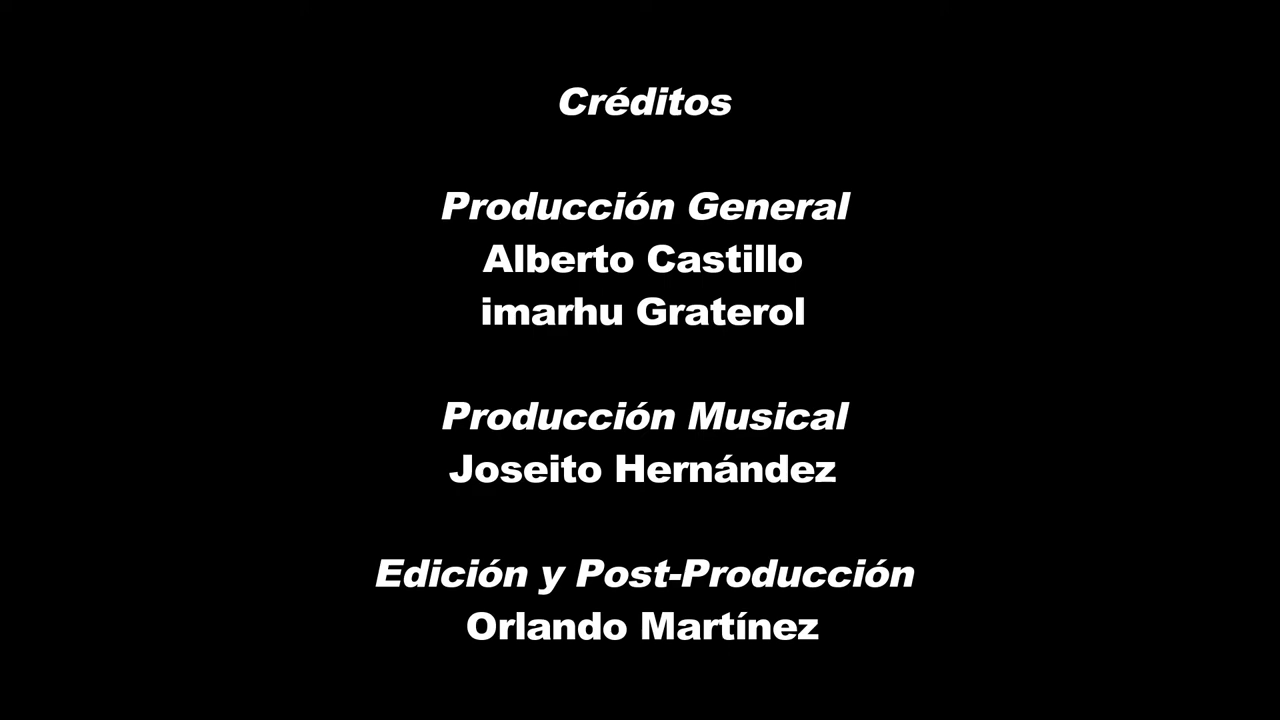 Créditos
Producción General
Alberto Castillo
imarhu Graterol
Producción Musical
Joseito Hernández
Edición y Post-Producción
Orlando Martínez